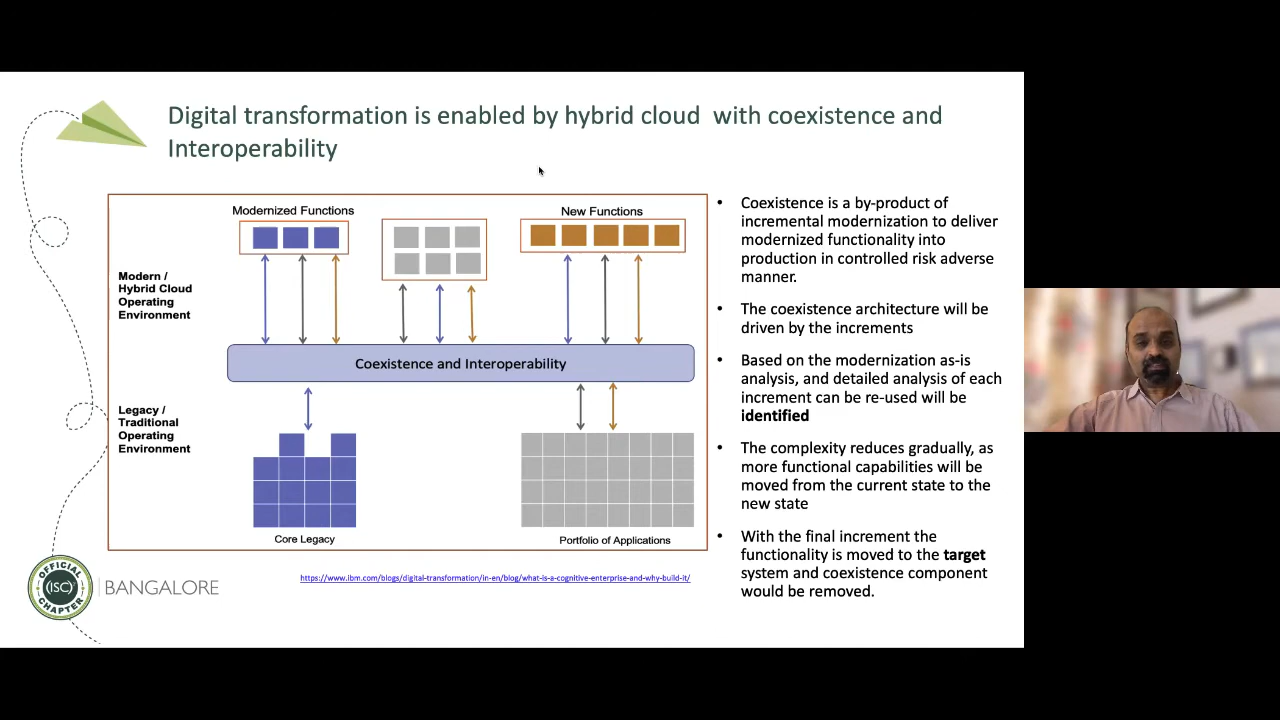 Digital transformation is enabled by hybrid cloud with coexistence and
Interoperability
Modernized Functions
New Functions
Modern /
Hybrid Cloud
Operating
Environment
Coexistence and Interoperability
Legacy /
Traditional
Operating
Environment
Core Legacy
Portfolio of Applications
https://www.ibm.com/blogs/digital-transformation/in-en/blog/what-is-a-cognitive-enterprise-and-why-build-it/
• Coexistence is a by-product of
incremental modernization to deliver
modernized functionality into
production in controlled risk adverse
manner.
• The coexistence architecture will be
driven by the increments
• Based on the modernization as-is
analysis, and detailed analysis of each
increment can be re-used will be
identified
• The complexity reduces gradually, as
more functional capabilities will be
moved from the current state to the
new state
• With the final increment the
functionality is moved to the target
system and coexistence component
would be removed.
OFFICIAL
(ISC)
CHAPTER
BANGALORE